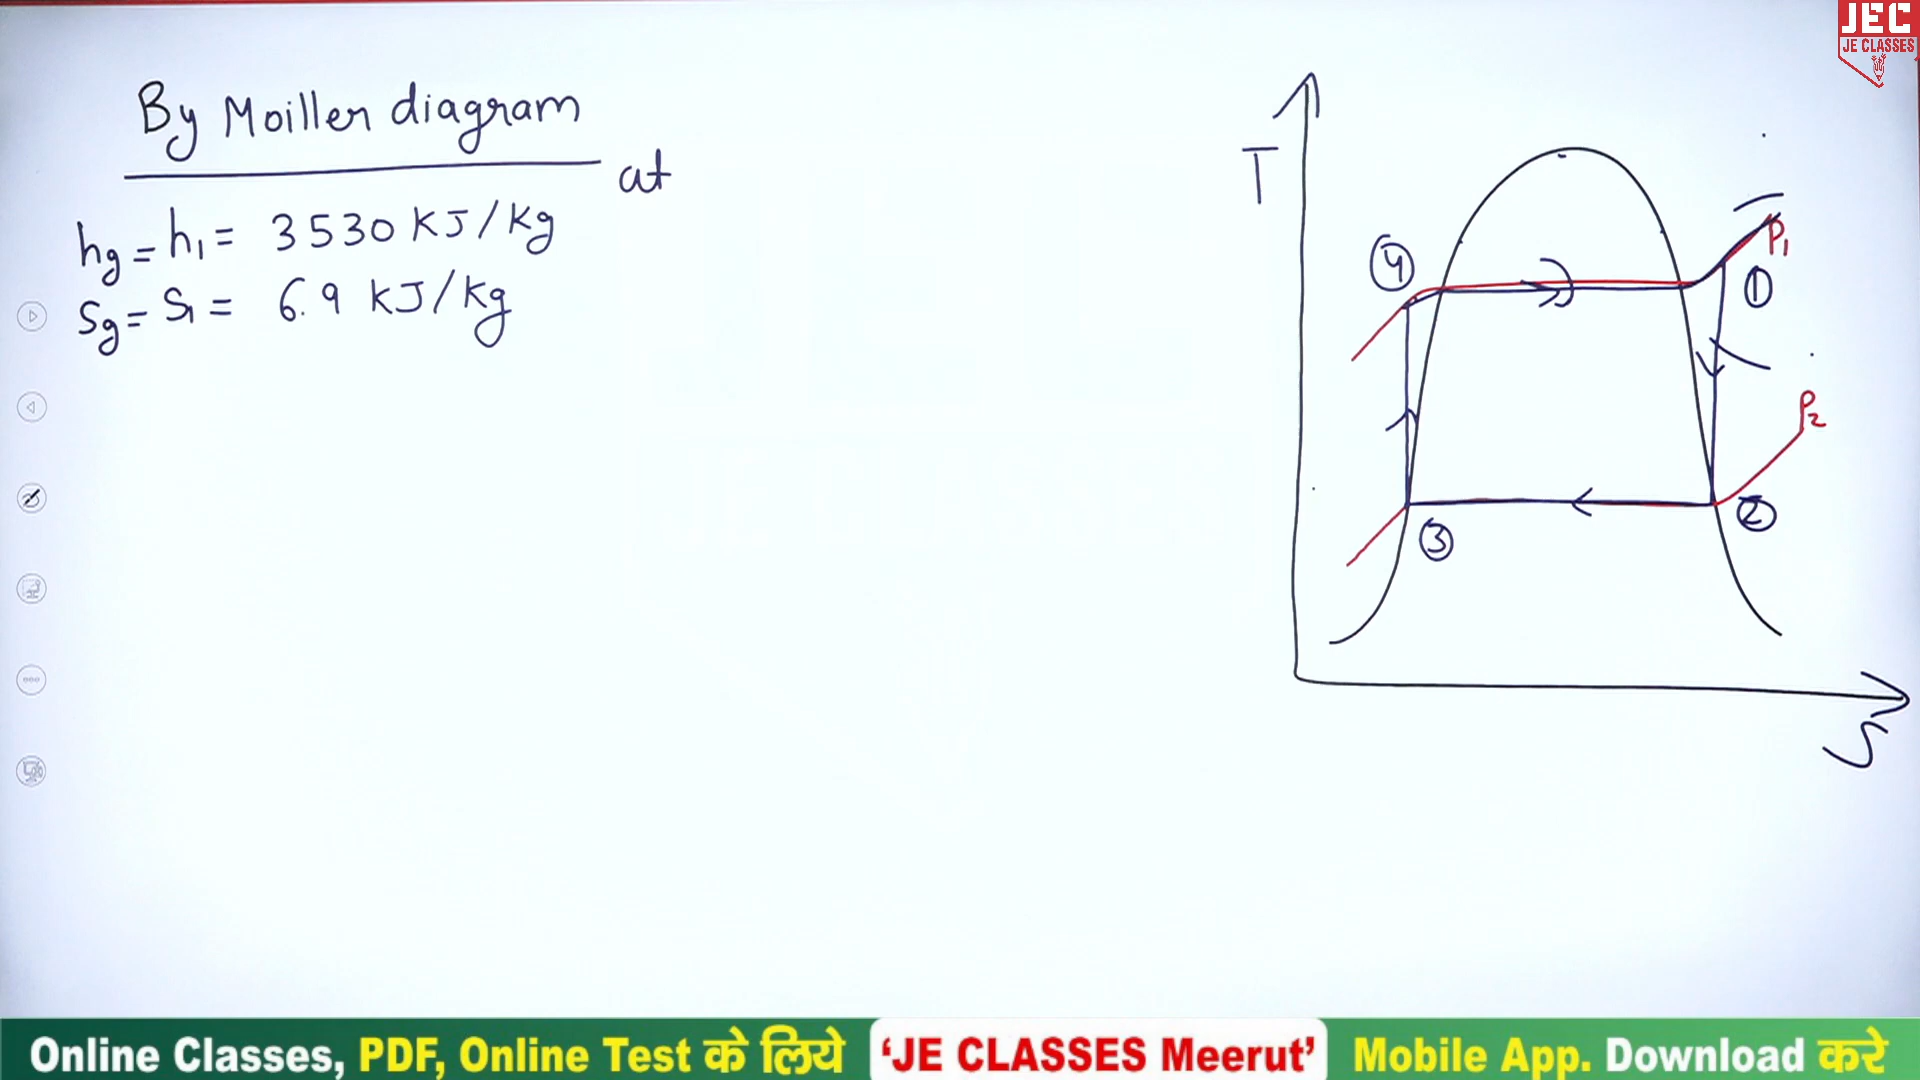 JEC
JE CLASSES
By Moiller diagram
at
hg = h1 = 3530 KJ/Kg
Sg = S1 = 6.9 KJ/Kg
T
4
P1
1
P2
2
3
S
Online Classes, PDF, Online Test के लिये 'JE CLASSES Meerut' Mobile App. Download करे